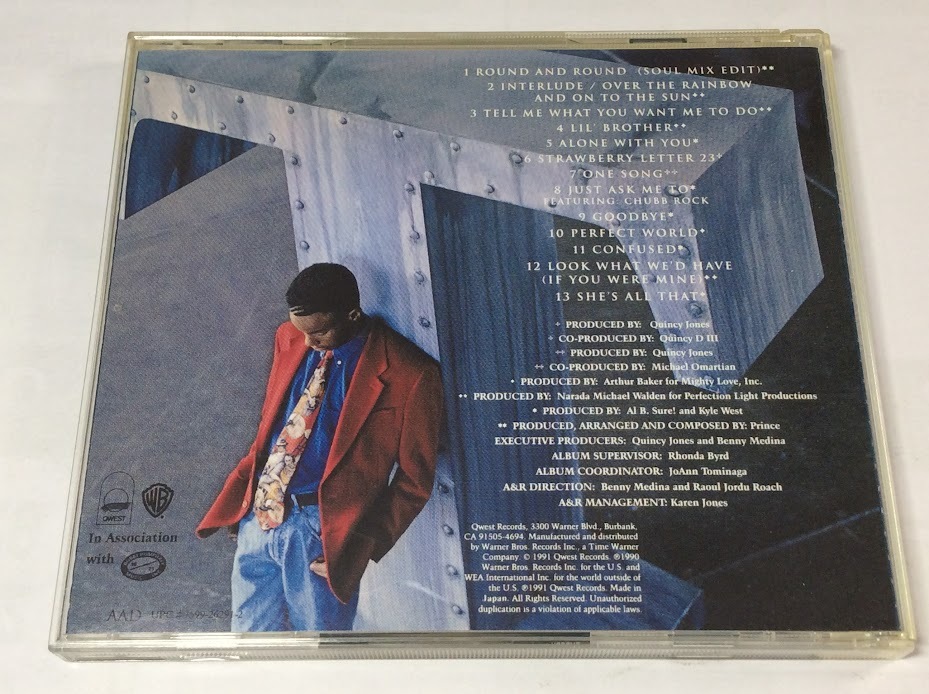 1 ROUND AND ROUND (SOUL MIX EDIT)**
2 INTERLUDE / OVER THE RAINBOW
AND ON TO THE SUN**
3 TELL ME WHAT YOU WANT ME TO DO**
4 LIL' BROTHER**
5 ALONE WITH YOU*
6 STRAWBERRY LETTER 23+
7 ONE SONG++
8 JUST ASK ME TO*
FEATURING: CHUBB ROCK
9 GOODBYE*
10 PERFECT WORLD*
11 CONFUSED*
12 LOOK WHAT WE'D HAVE
(IF YOU WERE MINE)**
13 SHE'S ALL THAT*
+ PRODUCED BY: Quincy Jones
+ CO-PRODUCED BY: Quincy D III
++ PRODUCED BY: Quincy Jones
++ CO-PRODUCED BY: Michael Omartian
* PRODUCED BY: Arthur Baker for Mighty Love, Inc.
** PRODUCED BY: Narada Michael Walden for Perfection Light Productions
• PRODUCED BY: Al B. Sure! and Kyle West
** PRODUCED, ARRANGED AND COMPOSED BY: Prince
EXECUTIVE PRODUCERS: Quincy Jones and Benny Medina
ALBUM SUPERVISOR: Rhonda Byrd
ALBUM COORDINATOR: JoAnn Tominaga
A&R DIRECTION: Benny Medina and Raoul Jordu Roach
A&R MANAGEMENT: Karen Jones
Qwest Records, 3300 Warner Blvd., Burbank,
CA 91505-4694. Manufactured and distributed
by Warner Bros. Records Inc., a Time Warner
Company. © 1991 Qwest Records. ℗1990
Warner Bros. Records Inc. for the U.S. and
WEA International Inc. for the world outside of
the U.S. ℗1991 Qwest Records. Made in
Japan. All Rights Reserved. Unauthorized
duplication is a violation of applicable laws.
QWEST
WB
In Association
with
AAD UPC #